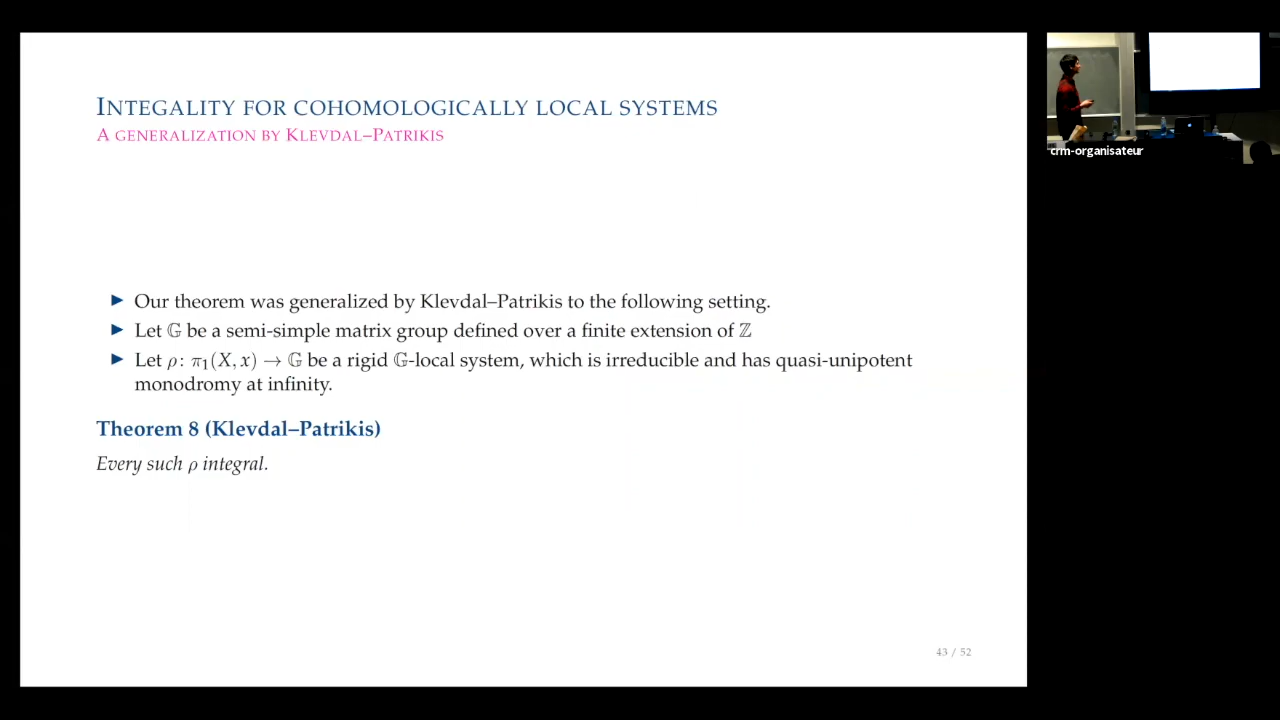 INTEGALITY FOR COHOMOLOGICALLY LOCAL SYSTEMS
A GENERALIZATION BY KLEVDAL–PATRIKIS
▶ Our theorem was generalized by Klevdal–Patrikis to the following setting.
▶ Let 𝔾 be a semi-simple matrix group defined over a finite extension of ℤ
▶ Let ρ: π₁(X, x) → 𝔾 be a rigid 𝔾-local system, which is irreducible and has quasi-unipotent
monodromy at infinity.
Theorem 8 (Klevdal–Patrikis)
Every such ρ integral.
43 / 52
crm-organisateur